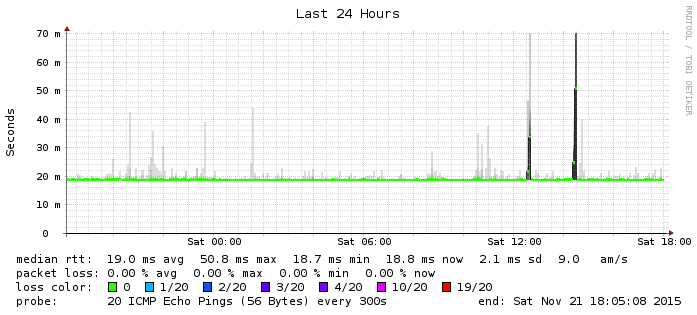 Last 24 Hours
RRDTOOL / TOBI OETIKER
Seconds
70 m
60 m
50 m
40 m
30 m
20 m
10 m
0
Sat 00:00 Sat 06:00 Sat 12:00 Sat 18:00
median rtt: 19.0 ms avg 50.8 ms max 18.7 ms min 18.8 ms now 2.1 ms sd 9.0 am/s
packet loss: 0.00 % avg 0.00 % max 0.00 % min 0.00 % now
loss color: 0 1/20 2/20 3/20 4/20 10/20 19/20
probe: 20 ICMP Echo Pings (56 Bytes) every 300s end: Sat Nov 21 18:05:08 2015